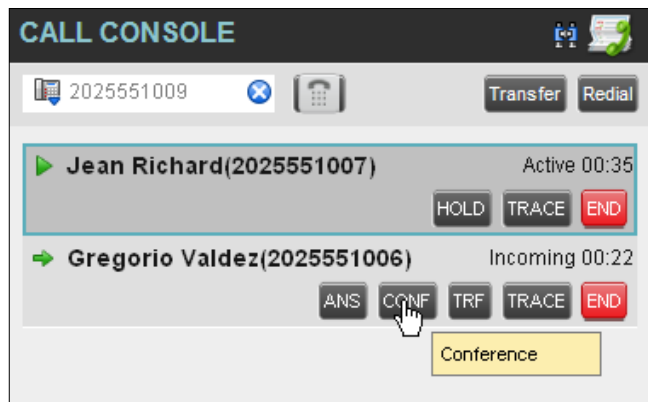 CALL CONSOLE
2025551009 Transfer Redial
Jean Richard(2025551007) Active 00:35
HOLD TRACE END
Gregorio Valdez(2025551006) Incoming 00:22
ANS CONF TRF TRACE END
Conference